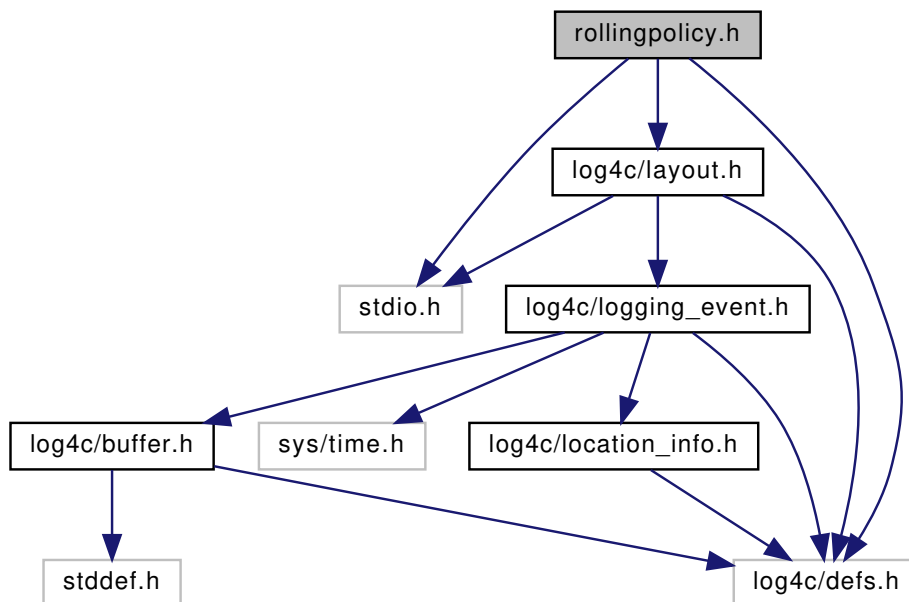 rollingpolicy.h
log4c/layout.h
stdio.h
log4c/logging_event.h
log4c/buffer.h
sys/time.h
log4c/location_info.h
stddef.h
log4c/defs.h